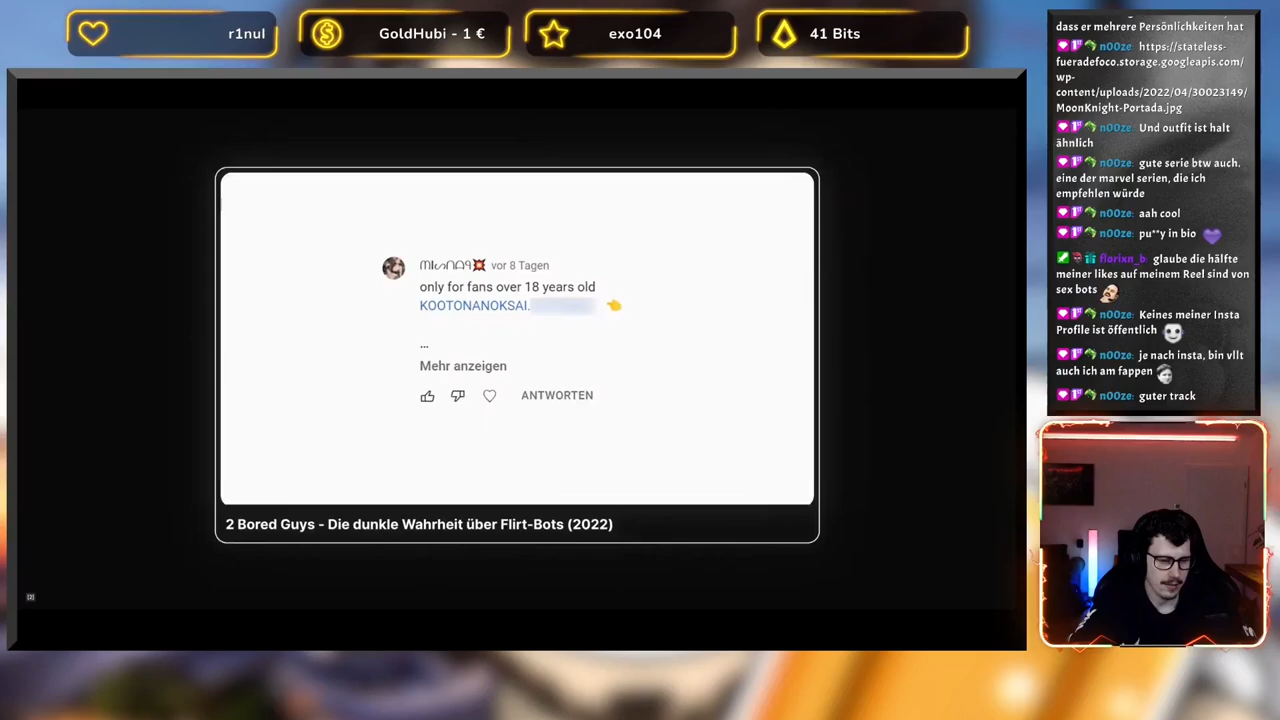 r1nul
GoldHubi - 1 €
exo104
41 Bits
only for fans over 18 years old
KOOTONANOKSAI.
vor 8 Tagen
...
Mehr anzeigen
ANTWORTEN
2 Bored Guys - Die dunkle Wahrheit über Flirt-Bots (2022)
dass er mehrere Persönlichkeiten hat
n00ze: https://stateless-
fueradefoco.storage.googleapis.com/
wp-
content/uploads/2022/04/30023149/
MoonKnight-Portada.jpg
n00ze: Und outfit ist halt
ähnlich
n00ze: gute serie btw auch.
eine der marvel serien, die ich
empfehlen würde
n00ze: aah cool
n00ze: pu**y in bio
florixn_b: glaube die hälfte
meiner likes auf meinem Reel sind von
sex bots
n00ze: Keines meiner Insta
Profile ist öffentlich
n00ze: je nach insta, bin vllt
auch ich am fappen
n00ze: guter track